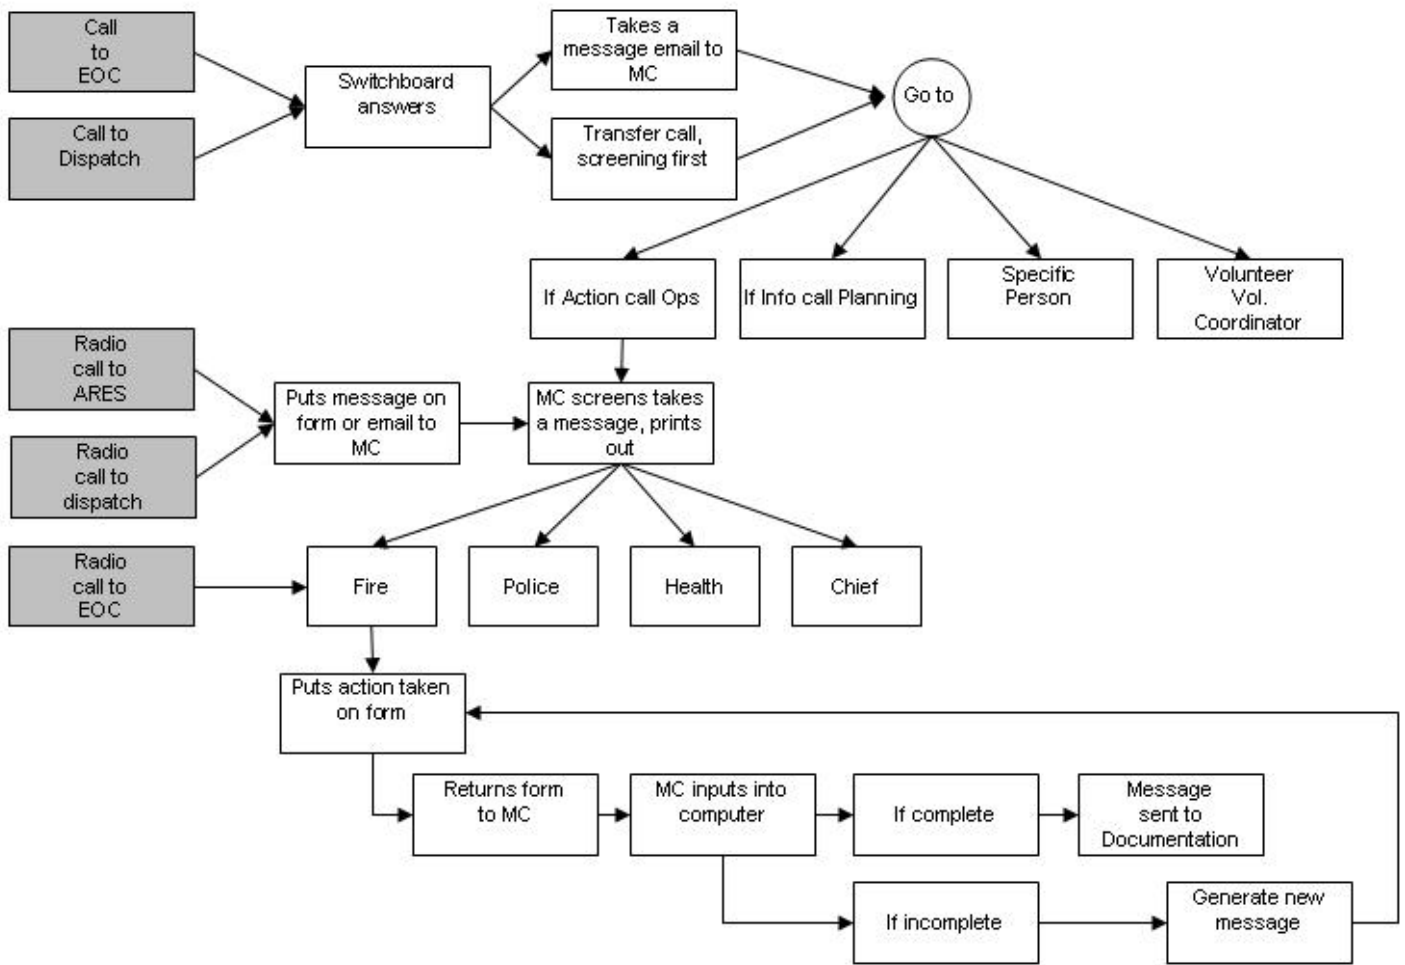 Call
to
EOC
Call to
Dispatch
Switchboard
answers
Takes a
message email to
MC
Transfer call,
screening first
Go to
If Action call Ops
If Info call Planning
Specific
Person
Volunteer
Vol.
Coordinator
Radio
call to
ARES
Radio
call to
dispatch
Puts message on
form or email to
MC
MC screens takes
a message, prints
out
Radio
call to
EOC
Fire
Police
Health
Chief
Puts action taken
on form
Returns form
to MC
MC inputs into
computer
If complete
Message
sent to
Documentation
If incomplete
Generate new
message